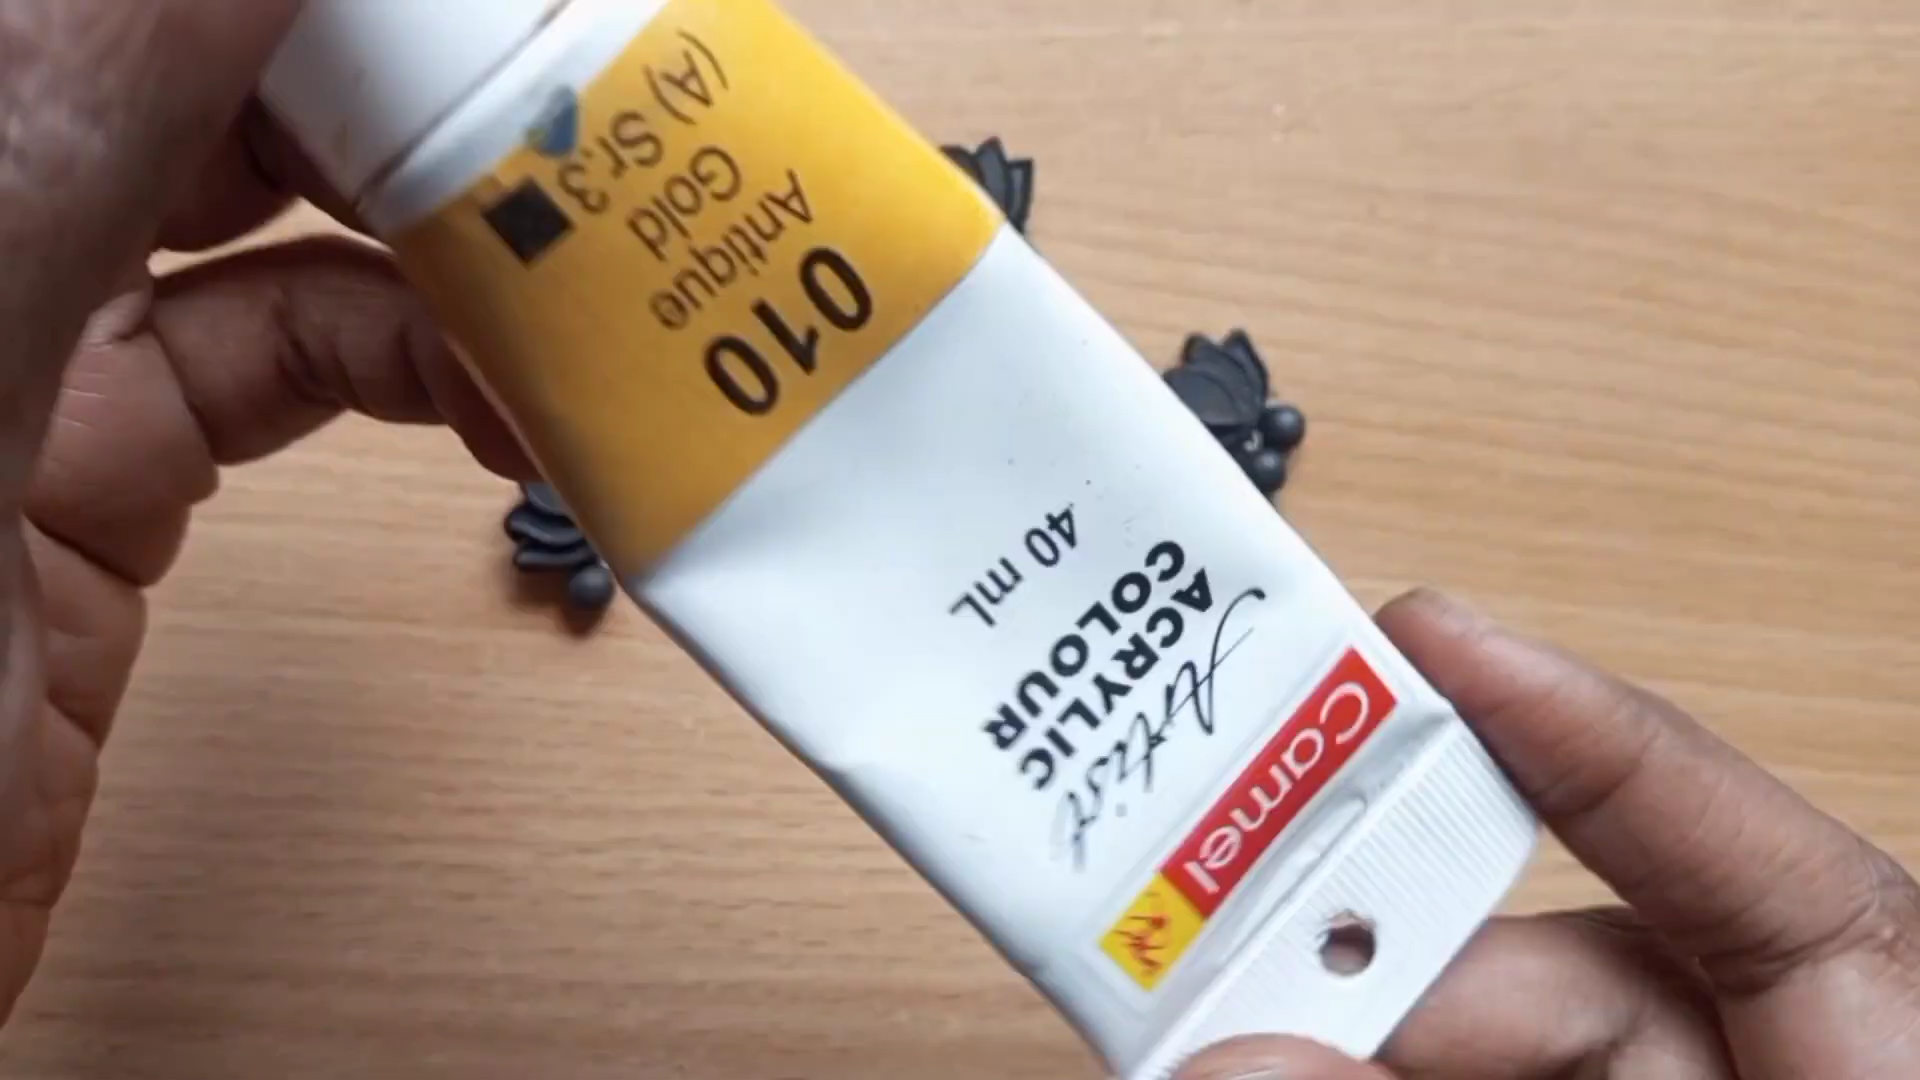 Camel
Artist
ACRYLIC
COLOUR
40 mL
010
Antique
Gold
(A) Sr.3